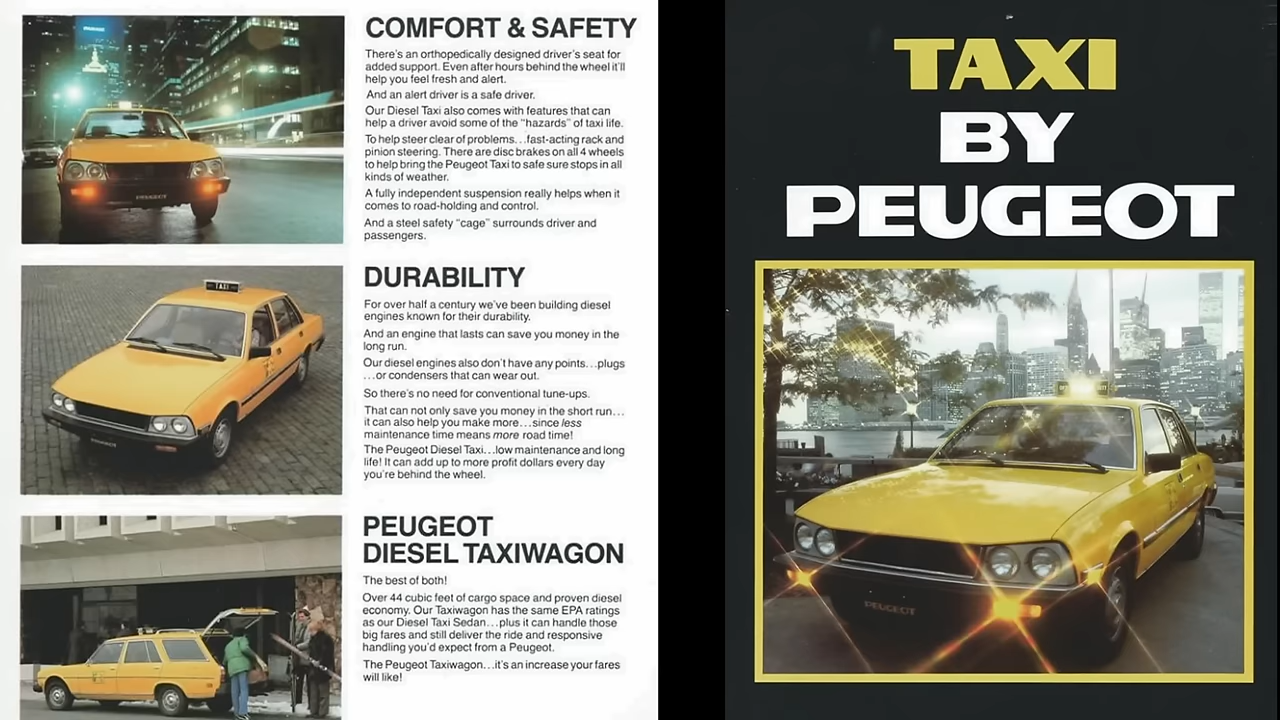 COMFORT & SAFETY
There's an orthopedically designed driver's seat for
added support. Even after hours behind the wheel it'll
help you feel fresh and alert.
And an alert driver is a safe driver.
Our Diesel Taxi also comes with features that can
help a driver avoid some of the "hazards" of taxi life.
To help steer clear of problems...fast-acting rack and
pinion steering. There are disc brakes on all 4 wheels
to help bring the Peugeot Taxi to safe sure stops in all
kinds of weather.
A fully independent suspension really helps when it
comes to road-holding and control.
And a steel safety "cage" surrounds driver and
passengers.
PEUGEOT
DURABILITY
For over half a century we've been building diesel
engines known for their durability.
And an engine that lasts can save you money in the
long run.
Our diesel engines also don't have any points...plugs
...or condensers that can wear out.
So there's no need for conventional tune-ups.
That can not only save you money in the short run...
it can also help you make more...since less
maintenance time means more road time!
The Peugeot Diesel Taxi...low maintenance and long
life! It can add up to more profit dollars every day
you're behind the wheel.
TAXI
PEUGEOT
PEUGEOT
DIESEL TAXIWAGON
The best of both!
Over 44 cubic feet of cargo space and proven diesel
economy. Our Taxiwagon has the same EPA ratings
as our Diesel Taxi Sedan...plus it can handle those
big fares and still deliver the ride and responsive
handling you'd expect from a Peugeot.
The Peugeot Taxiwagon...it's an increase your fares
will like!
TAXI
BY
PEUGEOT
PEUGEOT